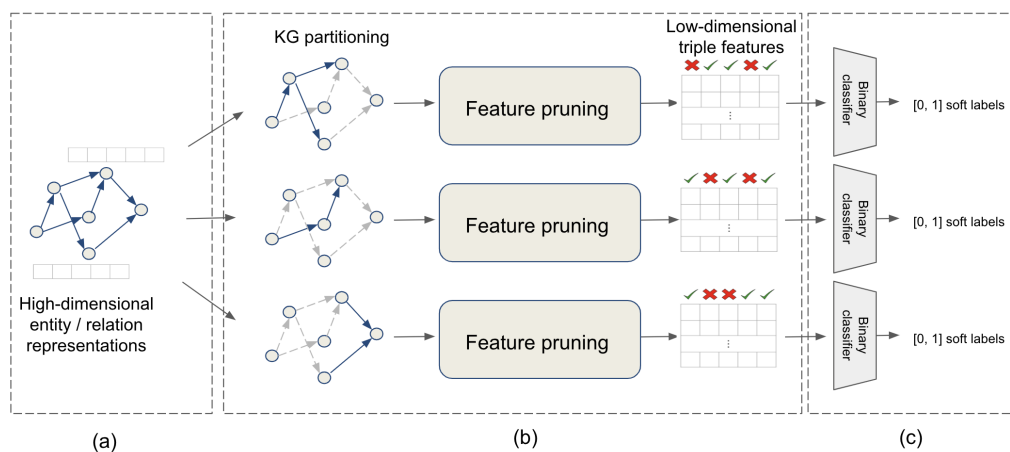 KG partitioning
Low-dimensional
triple features
Feature pruning
Binary
classifier
[0, 1] soft labels
Feature pruning
Binary
classifier
[0, 1] soft labels
High-dimensional
entity / relation
representations
Feature pruning
Binary
classifier
[0, 1] soft labels
(a)
(b)
(c)